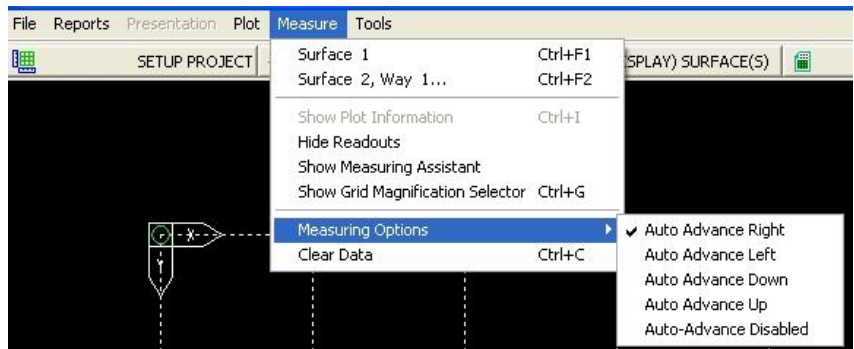 File Reports Presentation Plot Measure Tools
SETUP PROJECT
SPLAY) SURFACE(S)
Surface 1 Ctrl+F1
Surface 2, Way 1... Ctrl+F2
Show Plot Information Ctrl+I
Hide Readouts
Show Measuring Assistant
Show Grid Magnification Selector Ctrl+G
Measuring Options
Clear Data Ctrl+C
Auto Advance Right
Auto Advance Left
Auto Advance Down
Auto Advance Up
Auto-Advance Disabled
X
Y